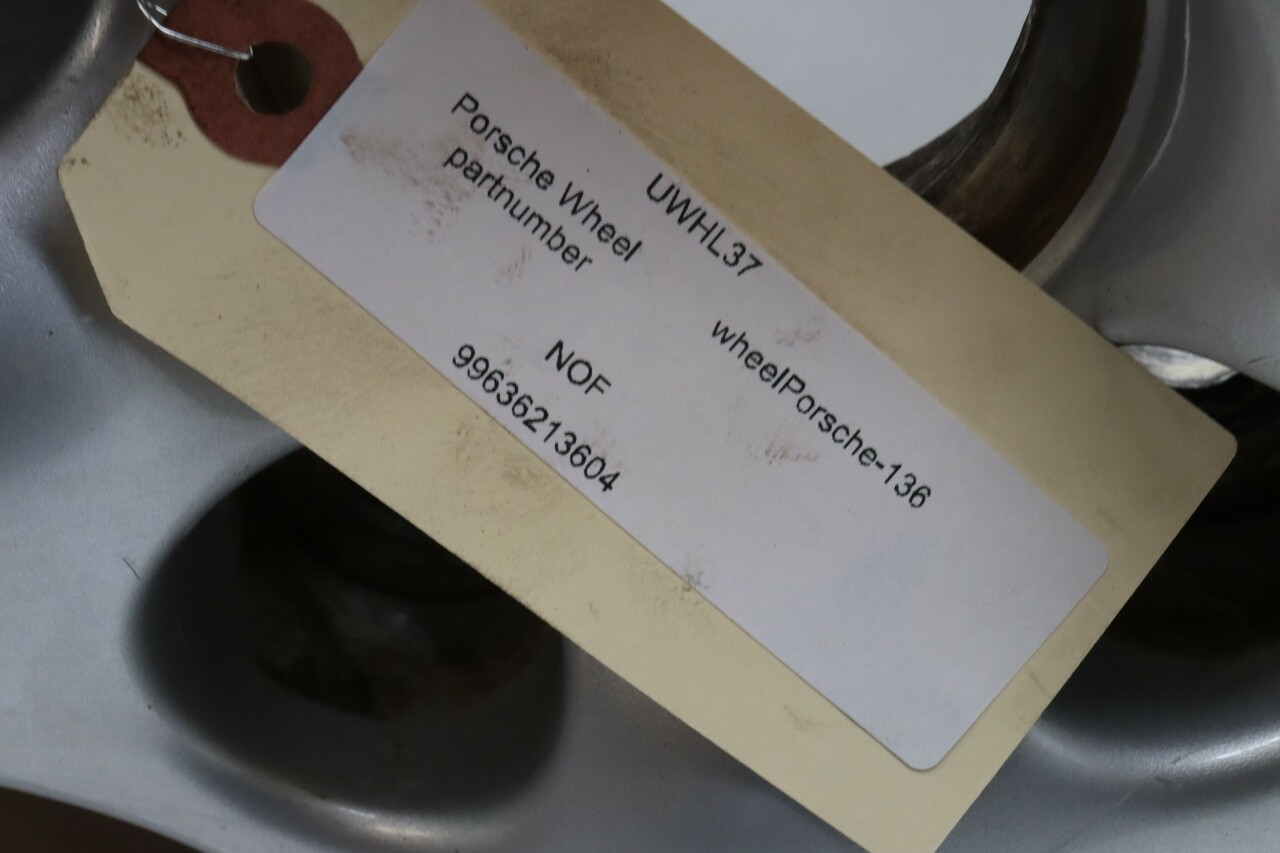 UWHL37
Porsche Wheel
partnumber
wheelPorsche-136
NOF
99636213604